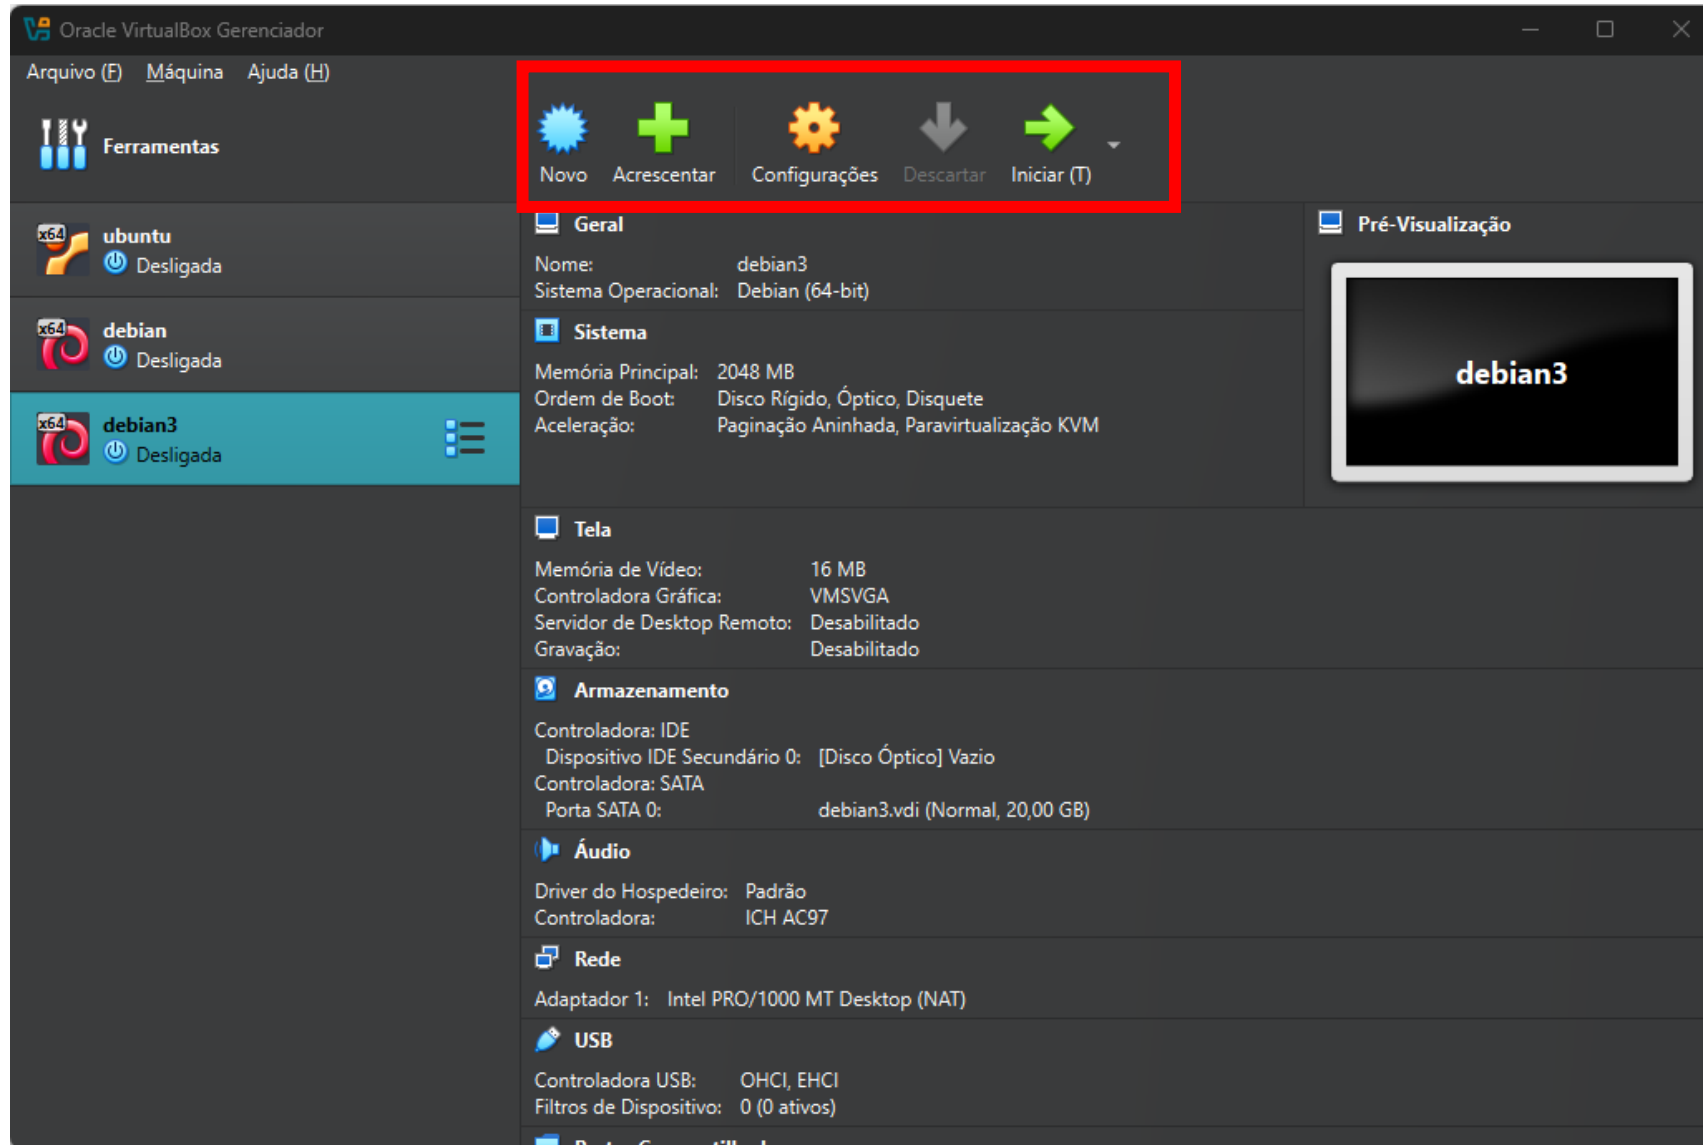 Oracle VirtualBox Gerenciador
Arquivo (F) Máquina Ajuda (H)
Ferramentas
Novo Acrescentar Configurações Descartar Iniciar (T)
x64 ubuntu
Desligada
x64 debian
Desligada
x64 debian3
Desligada
Geral
Nome: debian3
Sistema Operacional: Debian (64-bit)
Sistema
Memória Principal: 2048 MB
Ordem de Boot: Disco Rígido, Óptico, Disquete
Aceleração: Paginação Aninhada, Paravirtualização KVM
Pré-Visualização
debian3
Tela
Memória de Vídeo: 16 MB
Controladora Gráfica: VMSVGA
Servidor de Desktop Remoto: Desabilitado
Gravação: Desabilitado
Armazenamento
Controladora: IDE
Dispositivo IDE Secundário 0: [Disco Óptico] Vazio
Controladora: SATA
Porta SATA 0: debian3.vdi (Normal, 20,00 GB)
Áudio
Driver do Hospedeiro: Padrão
Controladora: ICH AC97
Rede
Adaptador 1: Intel PRO/1000 MT Desktop (NAT)
USB
Controladora USB: OHCI, EHCI
Filtros de Dispositivo: 0 (0 ativos)